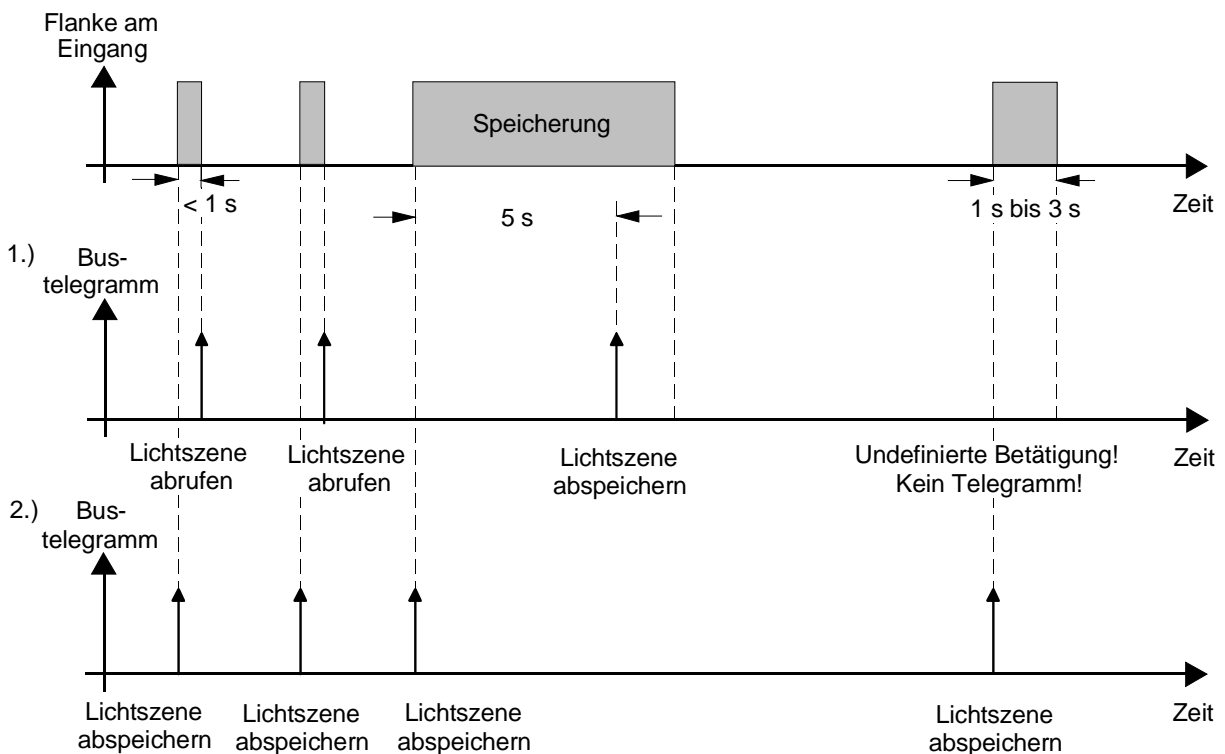 Flanke am
Eingang
Speicherung
< 1 s
5 s
1 s bis 3 s
Zeit
1.)
Bus-
telegramm
Lichtszene
abrufen
Lichtszene
abrufen
Lichtszene
abspeichern
Undefinierte Betätigung!
Kein Telegramm!
Zeit
2.)
Bus-
telegramm
Lichtszene
abspeichern
Lichtszene
abspeichern
Lichtszene
abspeichern
Lichtszene
abspeichern
Zeit